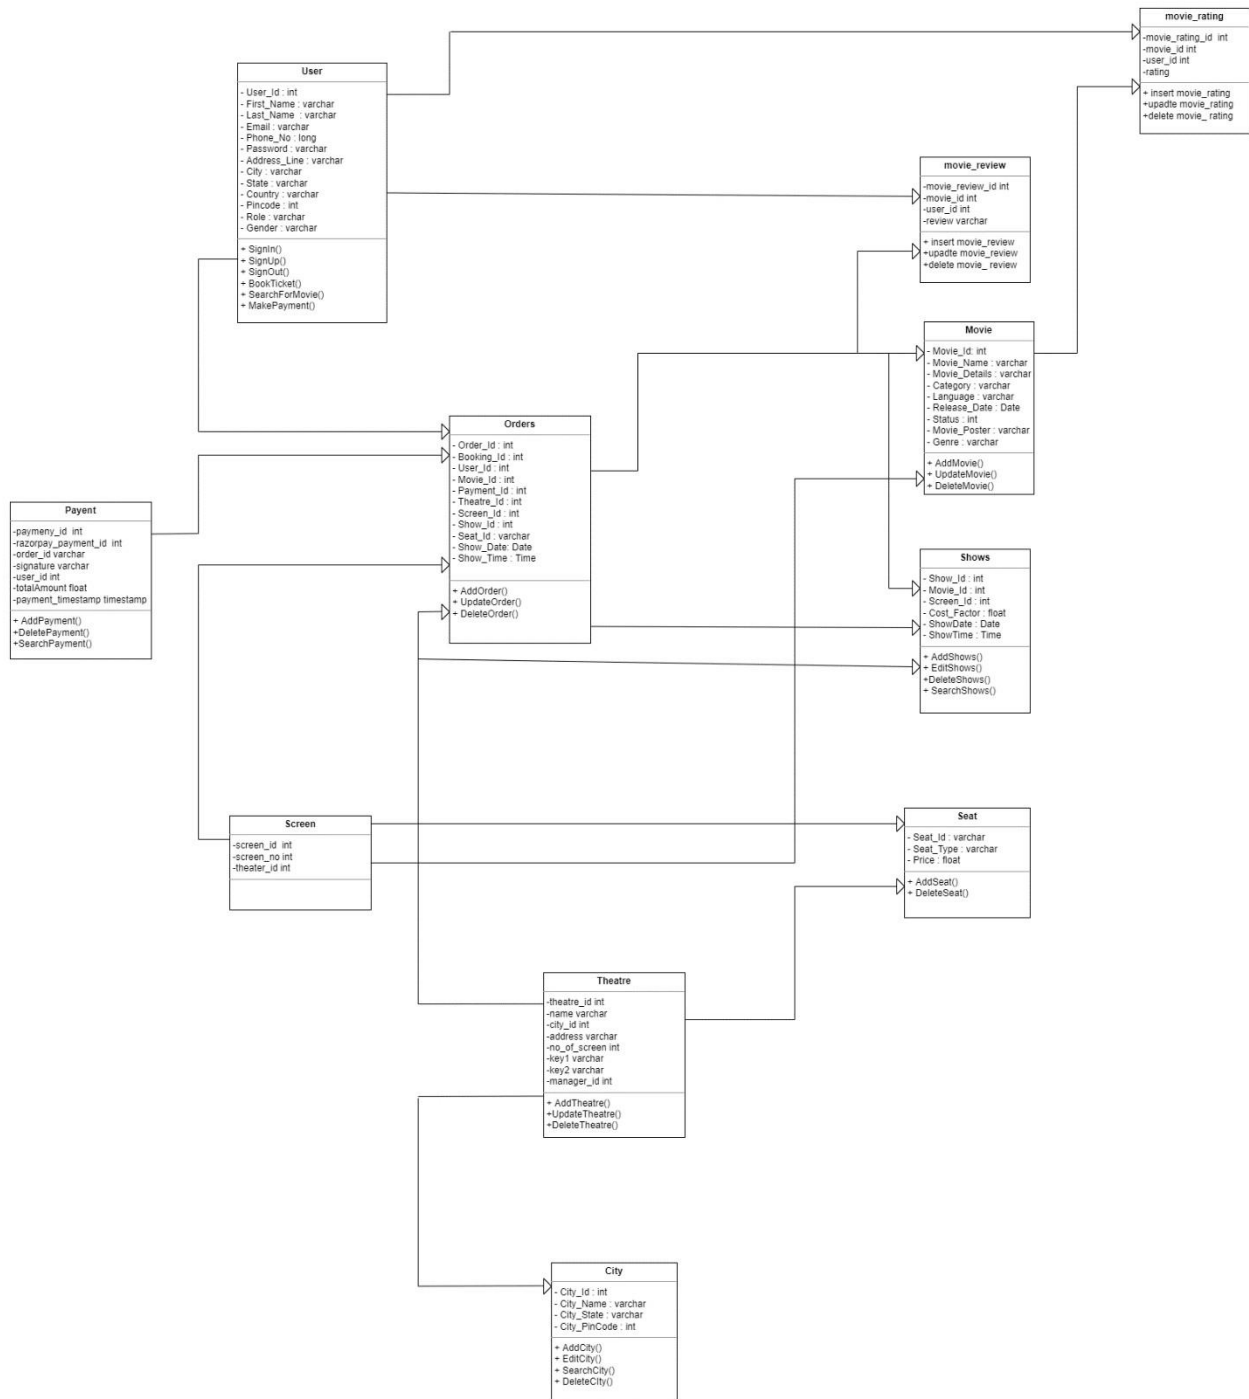 movie_rating
-movie_rating_id int
-movie_id int
-user_id int
-rating
+ insert movie_rating
+upadte movie_rating
+delete movie_ rating
User
- User_Id : int
- First_Name : varchar
- Last_Name : varchar
- Email : varchar
- Phone_No : long
- Password : varchar
- Address_Line : varchar
- City : varchar
- State : varchar
- Country : varchar
- Pincode : int
- Role : varchar
- Gender : varchar
+ SignIn()
+ SignUp()
+ SignOut()
+ BookTicket()
+ SearchForMovie()
+ MakePayment()
movie_review
-movie_review_id int
-movie_id int
-user_id int
-review varchar
+ insert movie_review
+upadte movie_review
+delete movie_ review
Movie
- Movie_Id: int
- Movie_Name : varchar
- Movie_Details : varchar
- Category : varchar
- Language : varchar
- Release_Date : Date
- Status : int
- Movie_Poster : varchar
- Genre : varchar
+ AddMovie()
+ UpdateMovie()
+ DeleteMovie()
Orders
- Order_Id : int
- Booking_Id : int
- User_Id : int
- Movie_Id : int
- Payment_Id : int
- Theatre_Id : int
- Screen_Id : int
- Show_Id : int
- Seat_Id : varchar
- Show_Date: Date
- Show_Time : Time
+ AddOrder()
+ UpdateOrder()
+ DeleteOrder()
Payent
-paymeny_id int
-razorpay_payment_id int
-order_id varchar
-signature varchar
-user_id int
-totalAmount float
-payment_timestamp timestamp
+ AddPayment()
+DeletePayment()
+SearchPayment()
Shows
- Show_Id : int
- Movie_Id : int
- Screen_Id : int
- Cost_Factor : float
- ShowDate : Date
- ShowTime : Time
+ AddShows()
+ EditShows()
+DeleteShows()
+ SearchShows()
Screen
-screen_id int
-screen_no int
-theater_id int
Seat
- Seat_Id : varchar
- Seat_Type : varchar
- Price : float
+ AddSeat()
+ DeleteSeat()
Theatre
-theatre_id int
-name varchar
-city_id int
-address varchar
-no_of_screen int
-key1 varchar
-key2 varchar
-manager_id int
+ AddTheatre()
+UpdateTheatre()
+DeleteTheatre()
City
- City_Id : int
- City_Name : varchar
- City_State : varchar
- City_PinCode : int
+ AddCity()
+ EditCity()
+ SearchCity()
+ DeleteCIty()